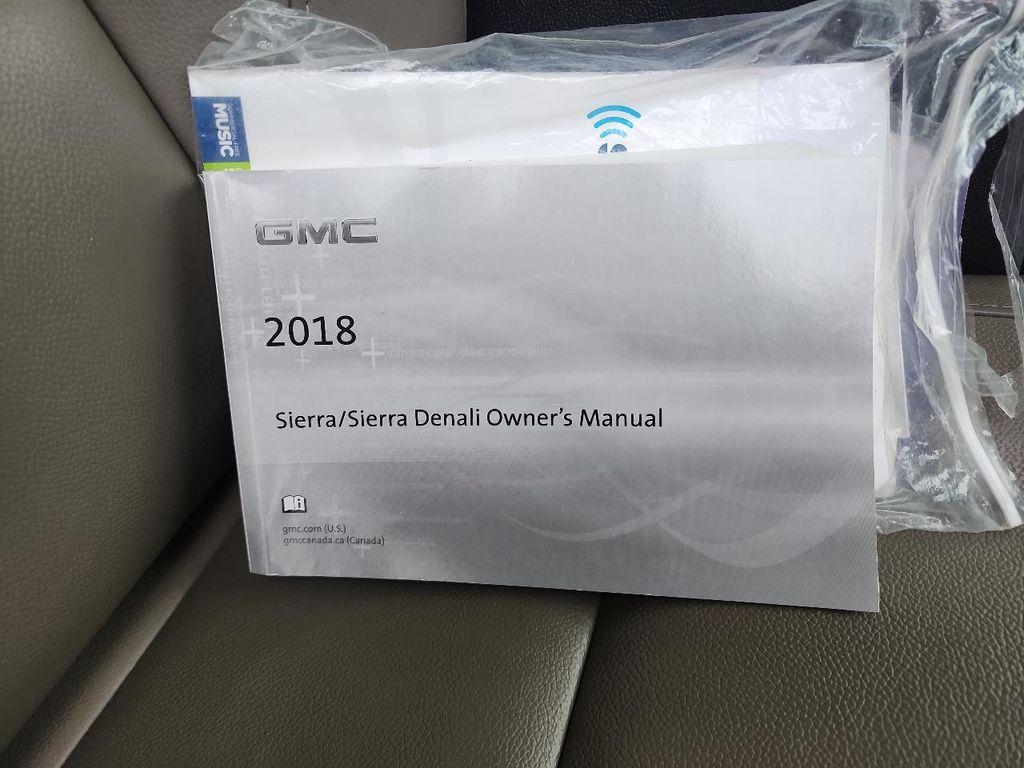 MUSIC
GMC
2018
Sierra/Sierra Denali Owner's Manual
gmc.com (U.S.)
gmccanada.ca (Canada)